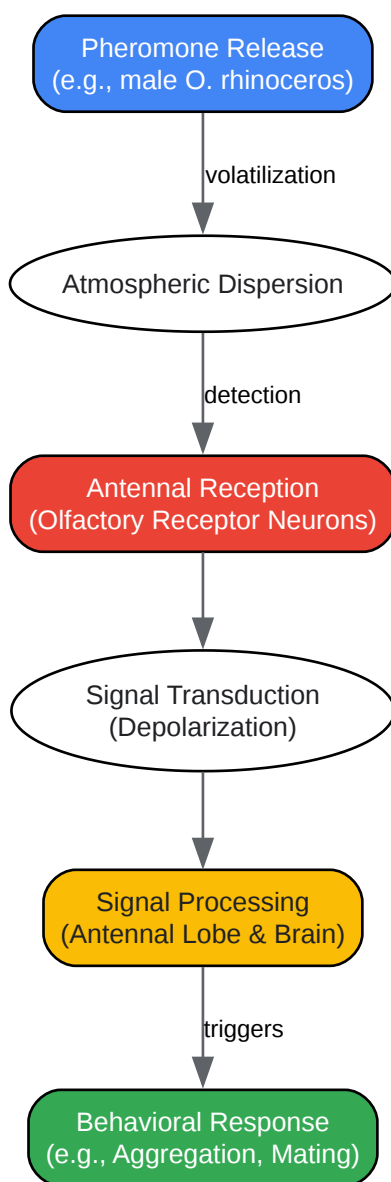 Pheromone Release
(e.g., male O. rhinoceros)
volatilization
Atmospheric Dispersion
detection
Antennal Reception
(Olfactory Receptor Neurons)
Signal Transduction
(Depolarization)
Signal Processing
(Antennal Lobe & Brain)
triggers
Behavioral Response
(e.g., Aggregation, Mating)